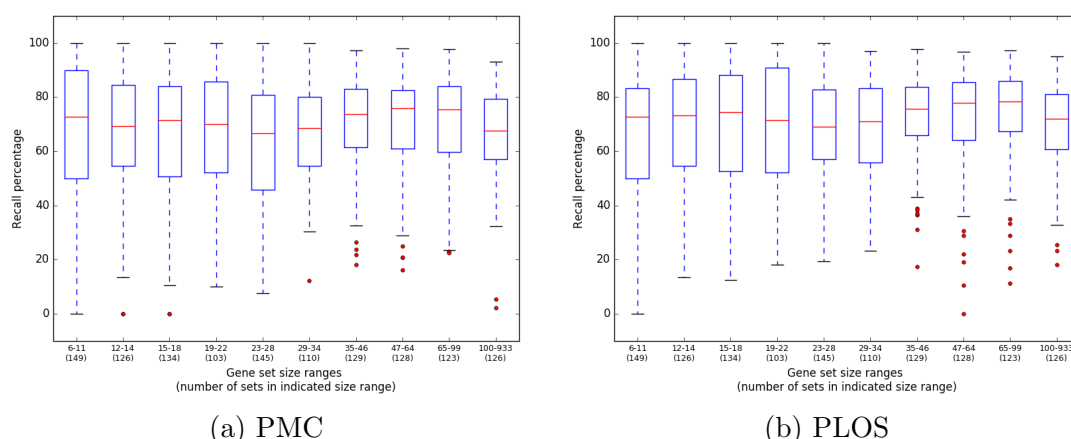 100
80
60
40
20
0
Recall percentage
6-11 12-14 15-18 19-22 23-28 29-34 35-46 47-64 65-99 100-933
(149) (126) (134) (103) (145) (110) (129) (128) (123) (126)
Gene set size ranges
(number of sets in indicated size range)
(a) PMC
100
80
60
40
20
0
Recall percentage
6-11 12-14 15-18 19-22 23-28 29-34 35-46 47-64 65-99 100-933
(149) (126) (134) (103) (145) (110) (129) (128) (123) (126)
Gene set size ranges
(number of sets in indicated size range)
(b) PLOS